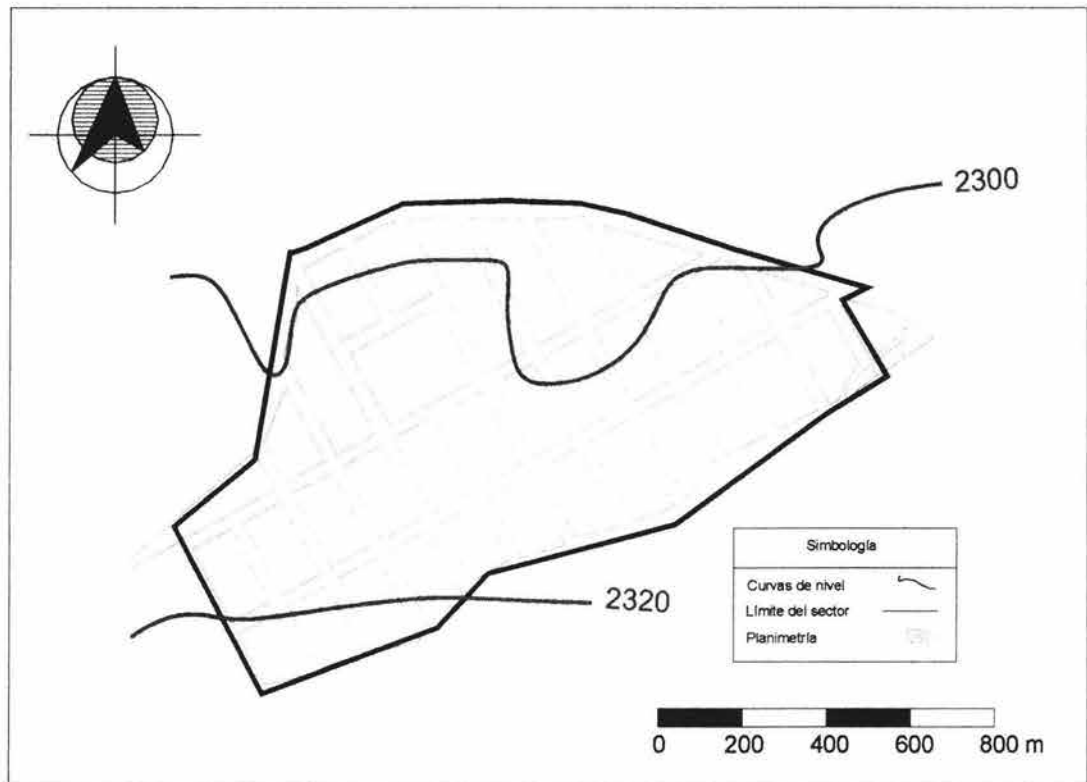 2300
2320
Simbología
Curvas de nivel
Límite del sector
Planimetría
0 200 400 600 800 m